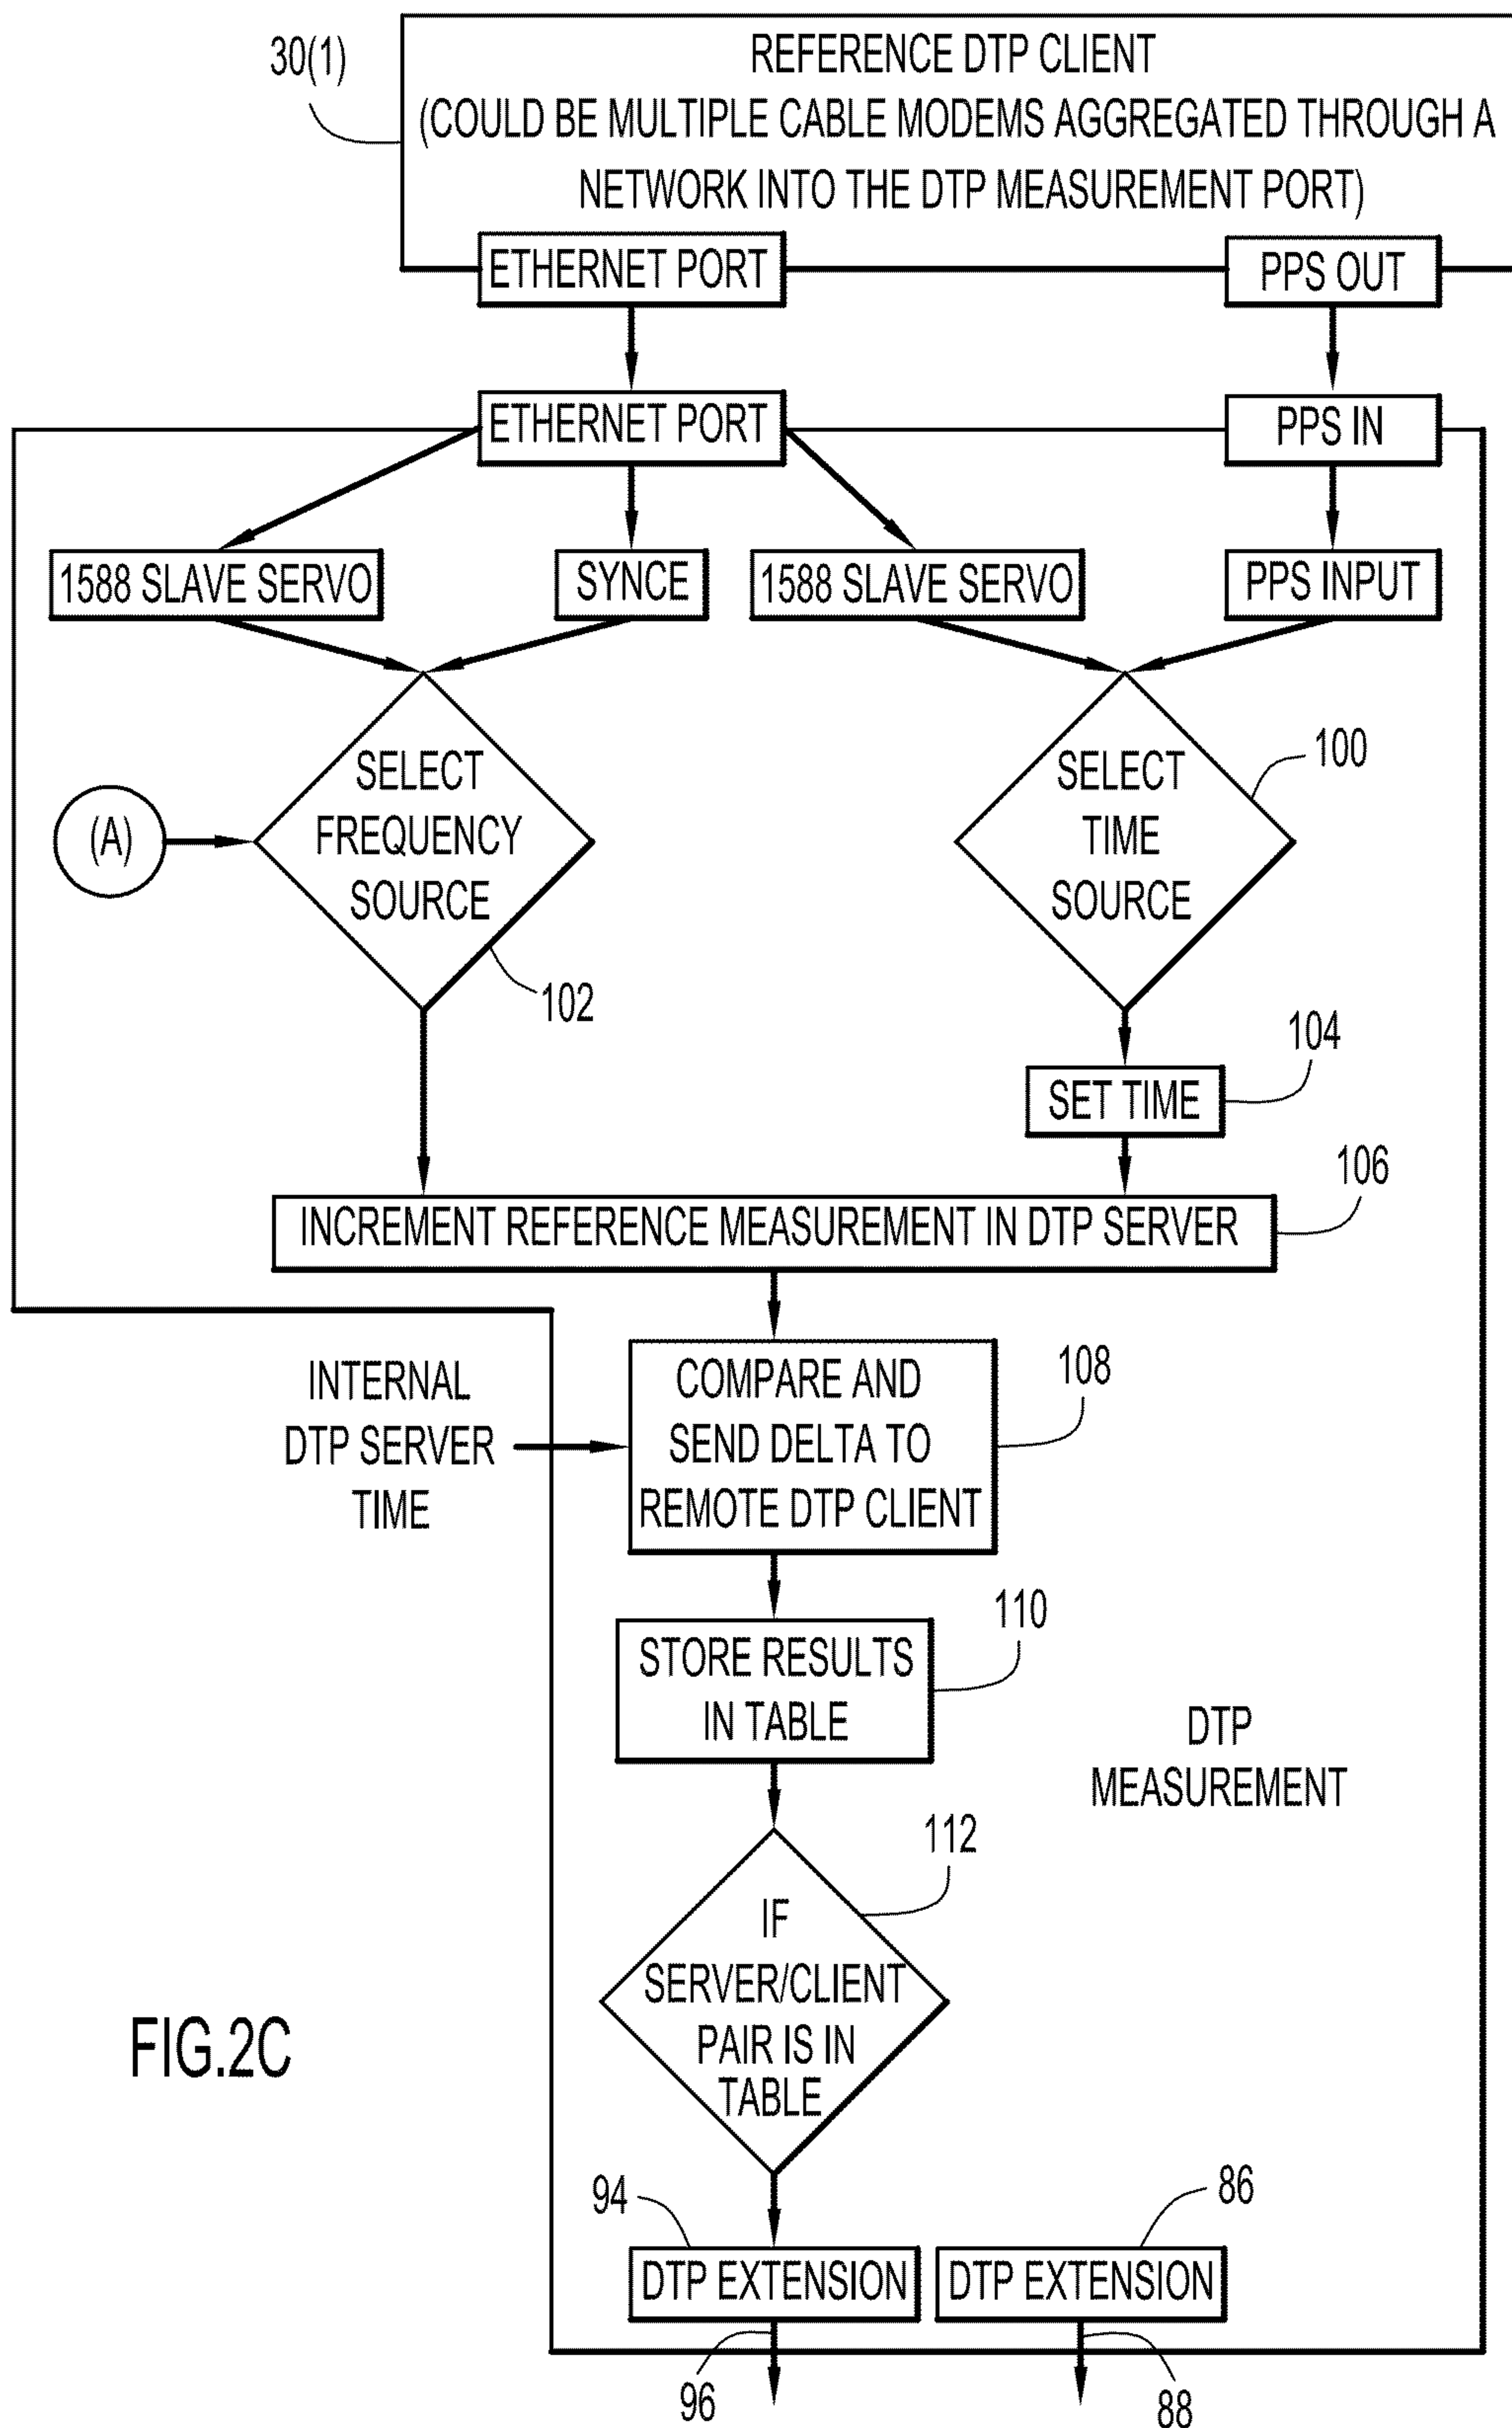 30(1)
REFERENCE DTP CLIENT
(COULD BE MULTIPLE CABLE MODEMS AGGREGATED THROUGH A
NETWORK INTO THE DTP MEASUREMENT PORT)
ETHERNET PORT
PPS OUT
ETHERNET PORT
PPS IN
1588 SLAVE SERVO
SYNCE
1588 SLAVE SERVO
PPS INPUT
(A)
SELECT
FREQUENCY
SOURCE
102
SELECT
TIME
SOURCE
100
SET TIME
104
INCREMENT REFERENCE MEASUREMENT IN DTP SERVER
106
INTERNAL
DTP SERVER
TIME
COMPARE AND
SEND DELTA TO
REMOTE DTP CLIENT
108
STORE RESULTS
IN TABLE
110
DTP
MEASUREMENT
IF
SERVER/CLIENT
PAIR IS IN
TABLE
112
FIG.2C
94
DTP EXTENSION
86
DTP EXTENSION
96
88